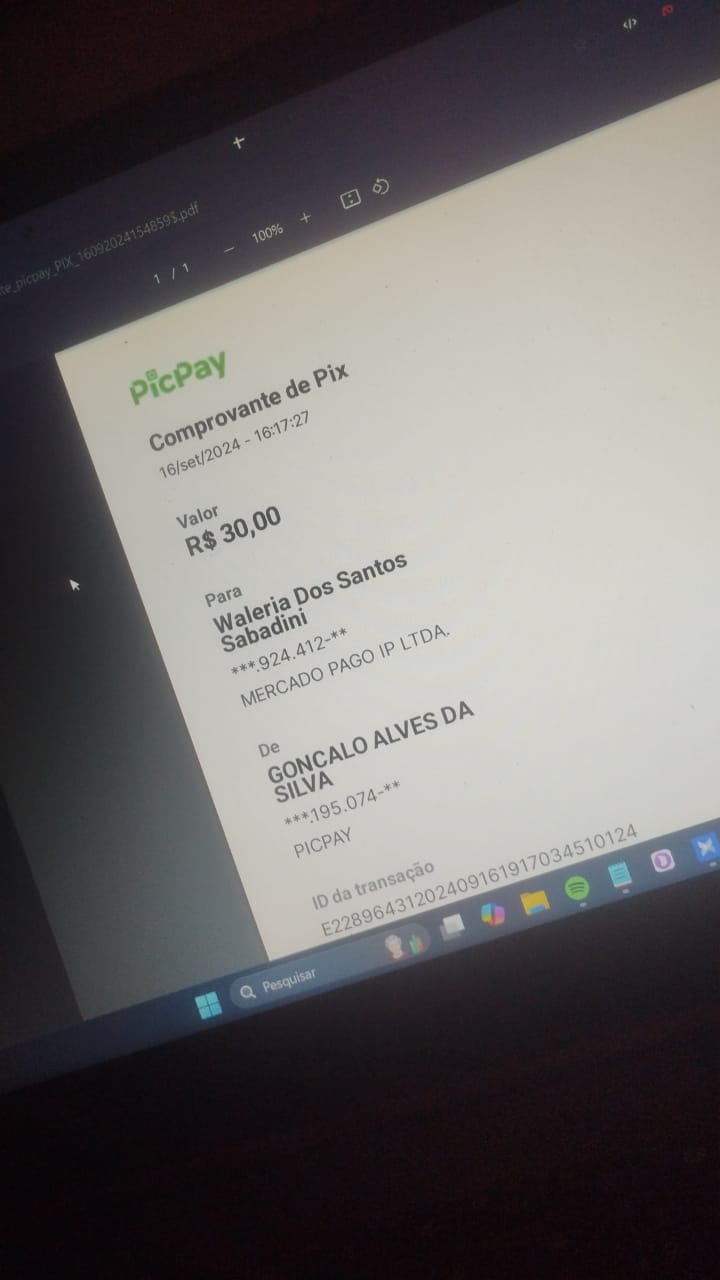 te_picpay_PIX_16092024154859$.pdf
1 / 1
100%
PicPay
Comprovante de Pix
16/set/2024 - 16:17:27
Valor
R$ 30,00
Para
Waleria Dos Santos
Sabadini
***.924.412-**
MERCADO PAGO IP LTDA.
De
GONCALO ALVES DA
SILVA
***.195.074-**
PICPAY
ID da transação
E22896431202409161917034510124
Pesquisar